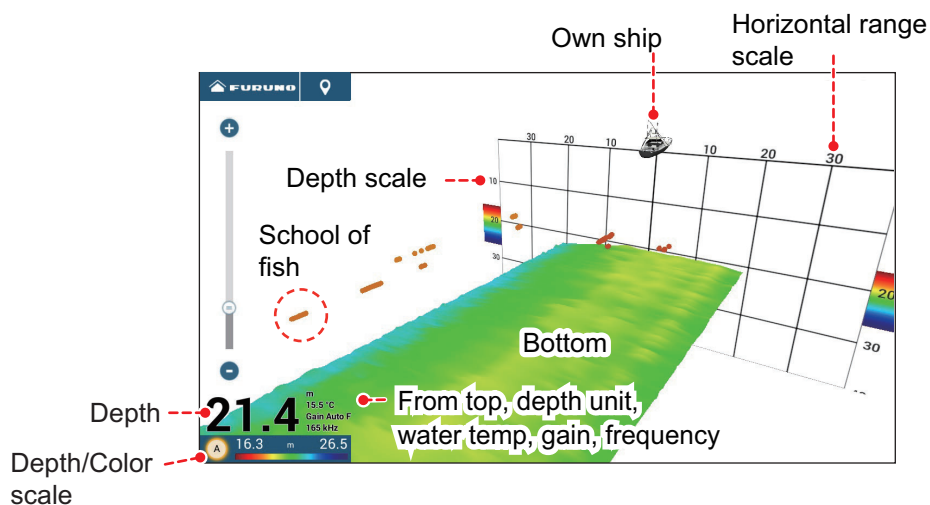 Own ship
Horizontal range
scale
FURUNO
+
30 20 10 10 20 30
Depth scale
10
20
30
School of
fish
20
30
Bottom
Depth
21.4
m
15.5 °C
Gain Auto F
165 kHz
From top, depth unit,
water temp, gain, frequency
A 16.3 m 26.5
Depth/Color
scale